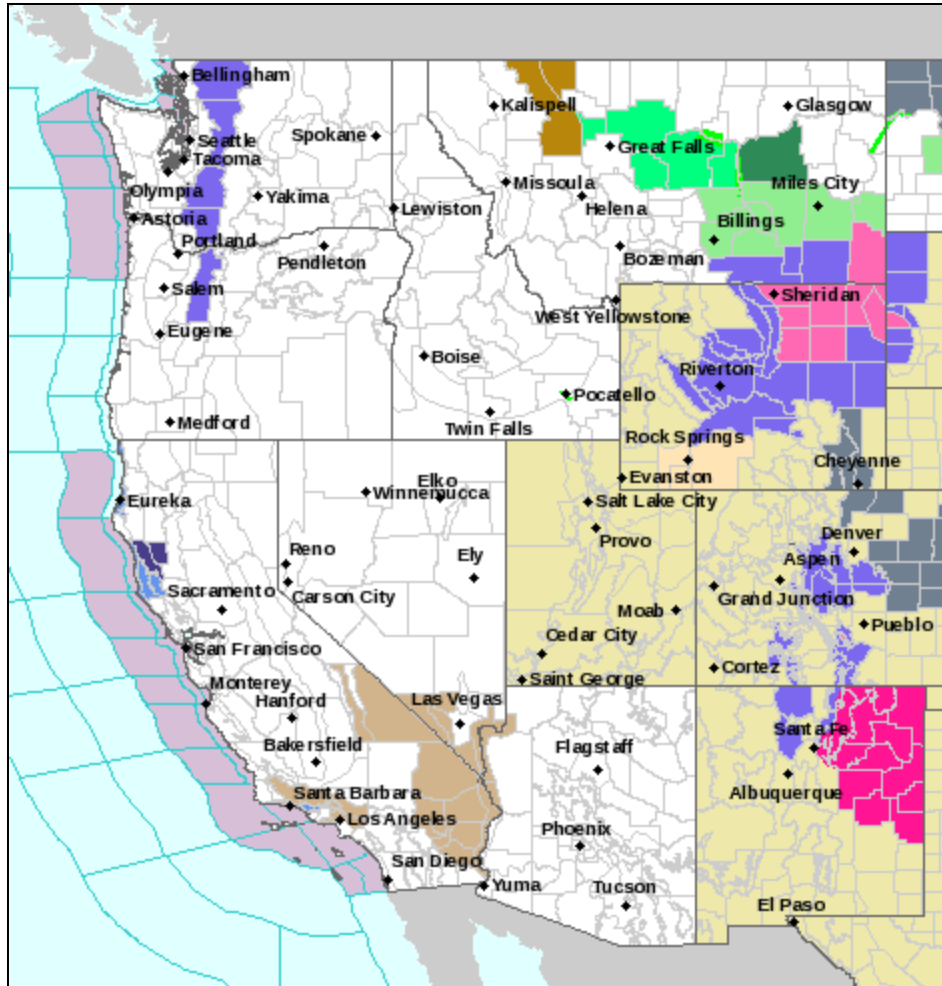 Bellingham
Kalispell
Glasgow
Spokane
Seattle
Great Falls
Tacoma
Olympia
Missoula
Miles City
Yakima
Lewiston
Helena
Astoria
Billings
Portland
Pendleton
Bozeman
Salem
Sheridan
West Yellowstone
Eugene
Boise
Riverton
Pocatello
Medford
Twin Falls
Rock Springs
Cheyenne
Elko
Evanston
Eureka
Winnemucca
Salt Lake City
Denver
Provo
Reno
Ely
Aspen
Sacramento
Carson City
Moab
Grand Junction
Pueblo
Cedar City
San Francisco
Cortez
Saint George
Monterey
Hanford
Las Vegas
Santa Fe
Bakersfield
Flagstaff
Albuquerque
Santa Barbara
Los Angeles
Phoenix
San Diego
Yuma
Tucson
El Paso